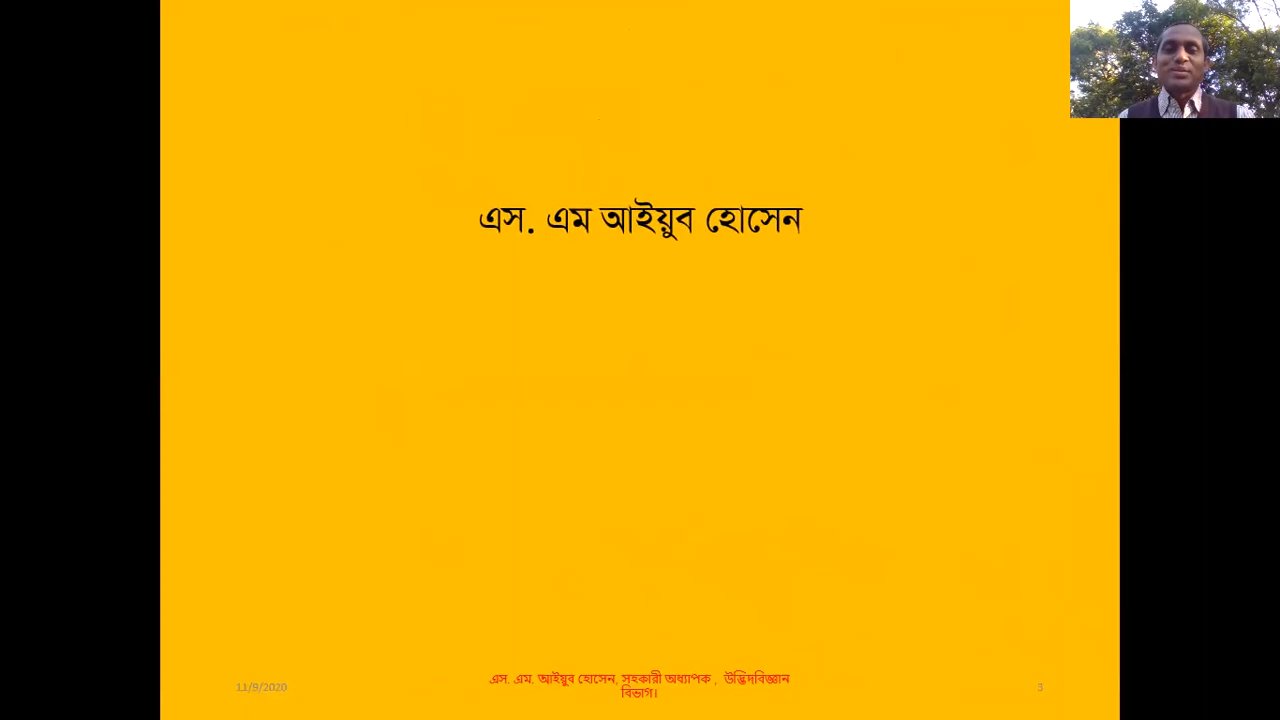 এস. এম আইয়ুব হোসেন
এস. এম. আইয়ুব হোসেন, সহকারী অধ্যাপক , উদ্ভিদবিজ্ঞান
বিভাগ।
11/9/2020
3